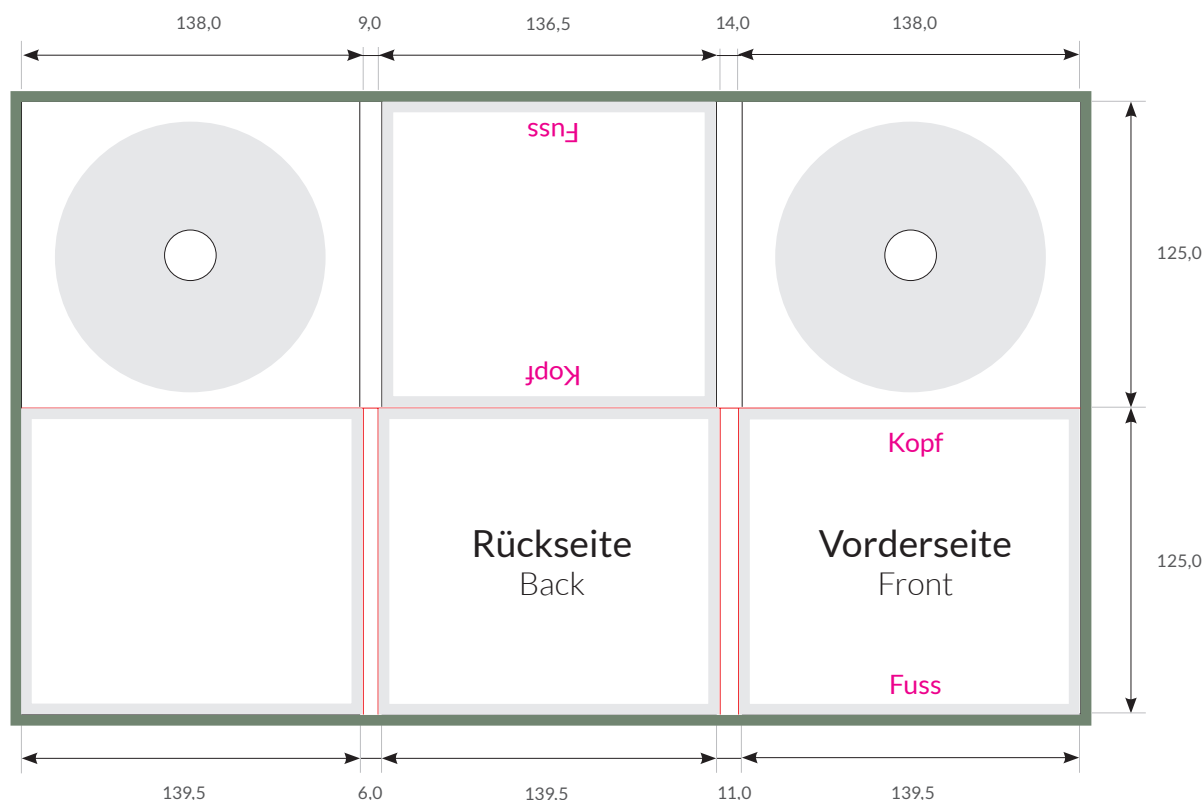 138,0 9,0 136,5 14,0 138,0
Fuss
125,0
Kopf
Kopf
Rückseite
Back
Vorderseite
Front
125,0
Fuss
139,5 6,0 139,5 11,0 139,5